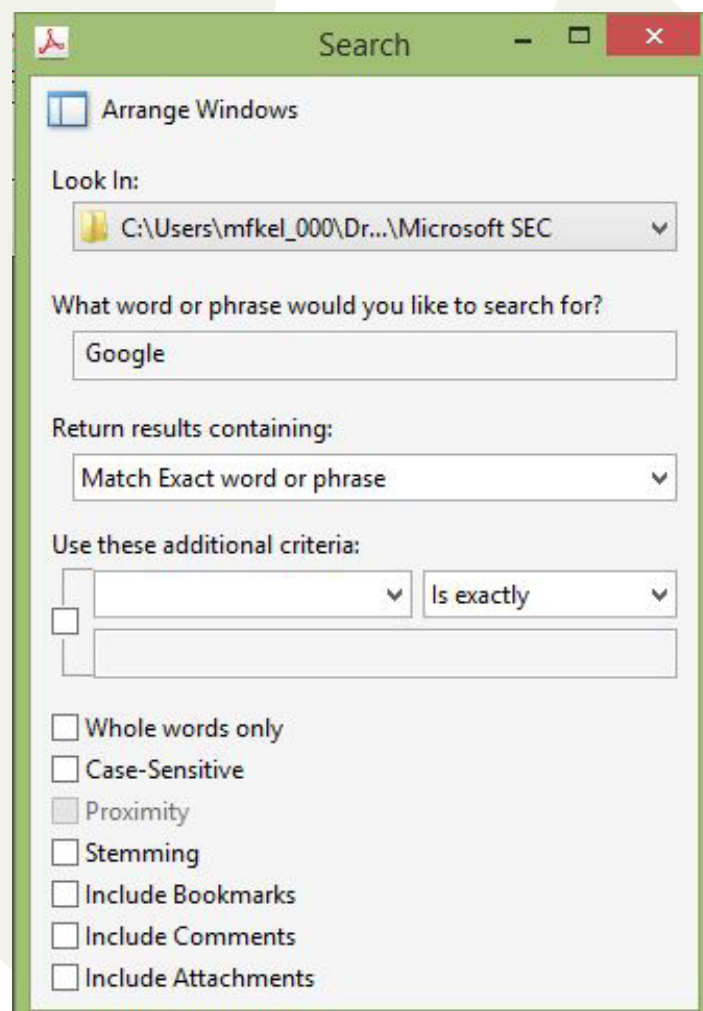 Search
Arrange Windows
Look In:
C:\Users\mfkel_000\Dr...\Microsoft SEC
What word or phrase would you like to search for?
Google
Return results containing:
Match Exact word or phrase
Use these additional criteria:
Is exactly
Whole words only
Case-Sensitive
Proximity
Stemming
Include Bookmarks
Include Comments
Include Attachments